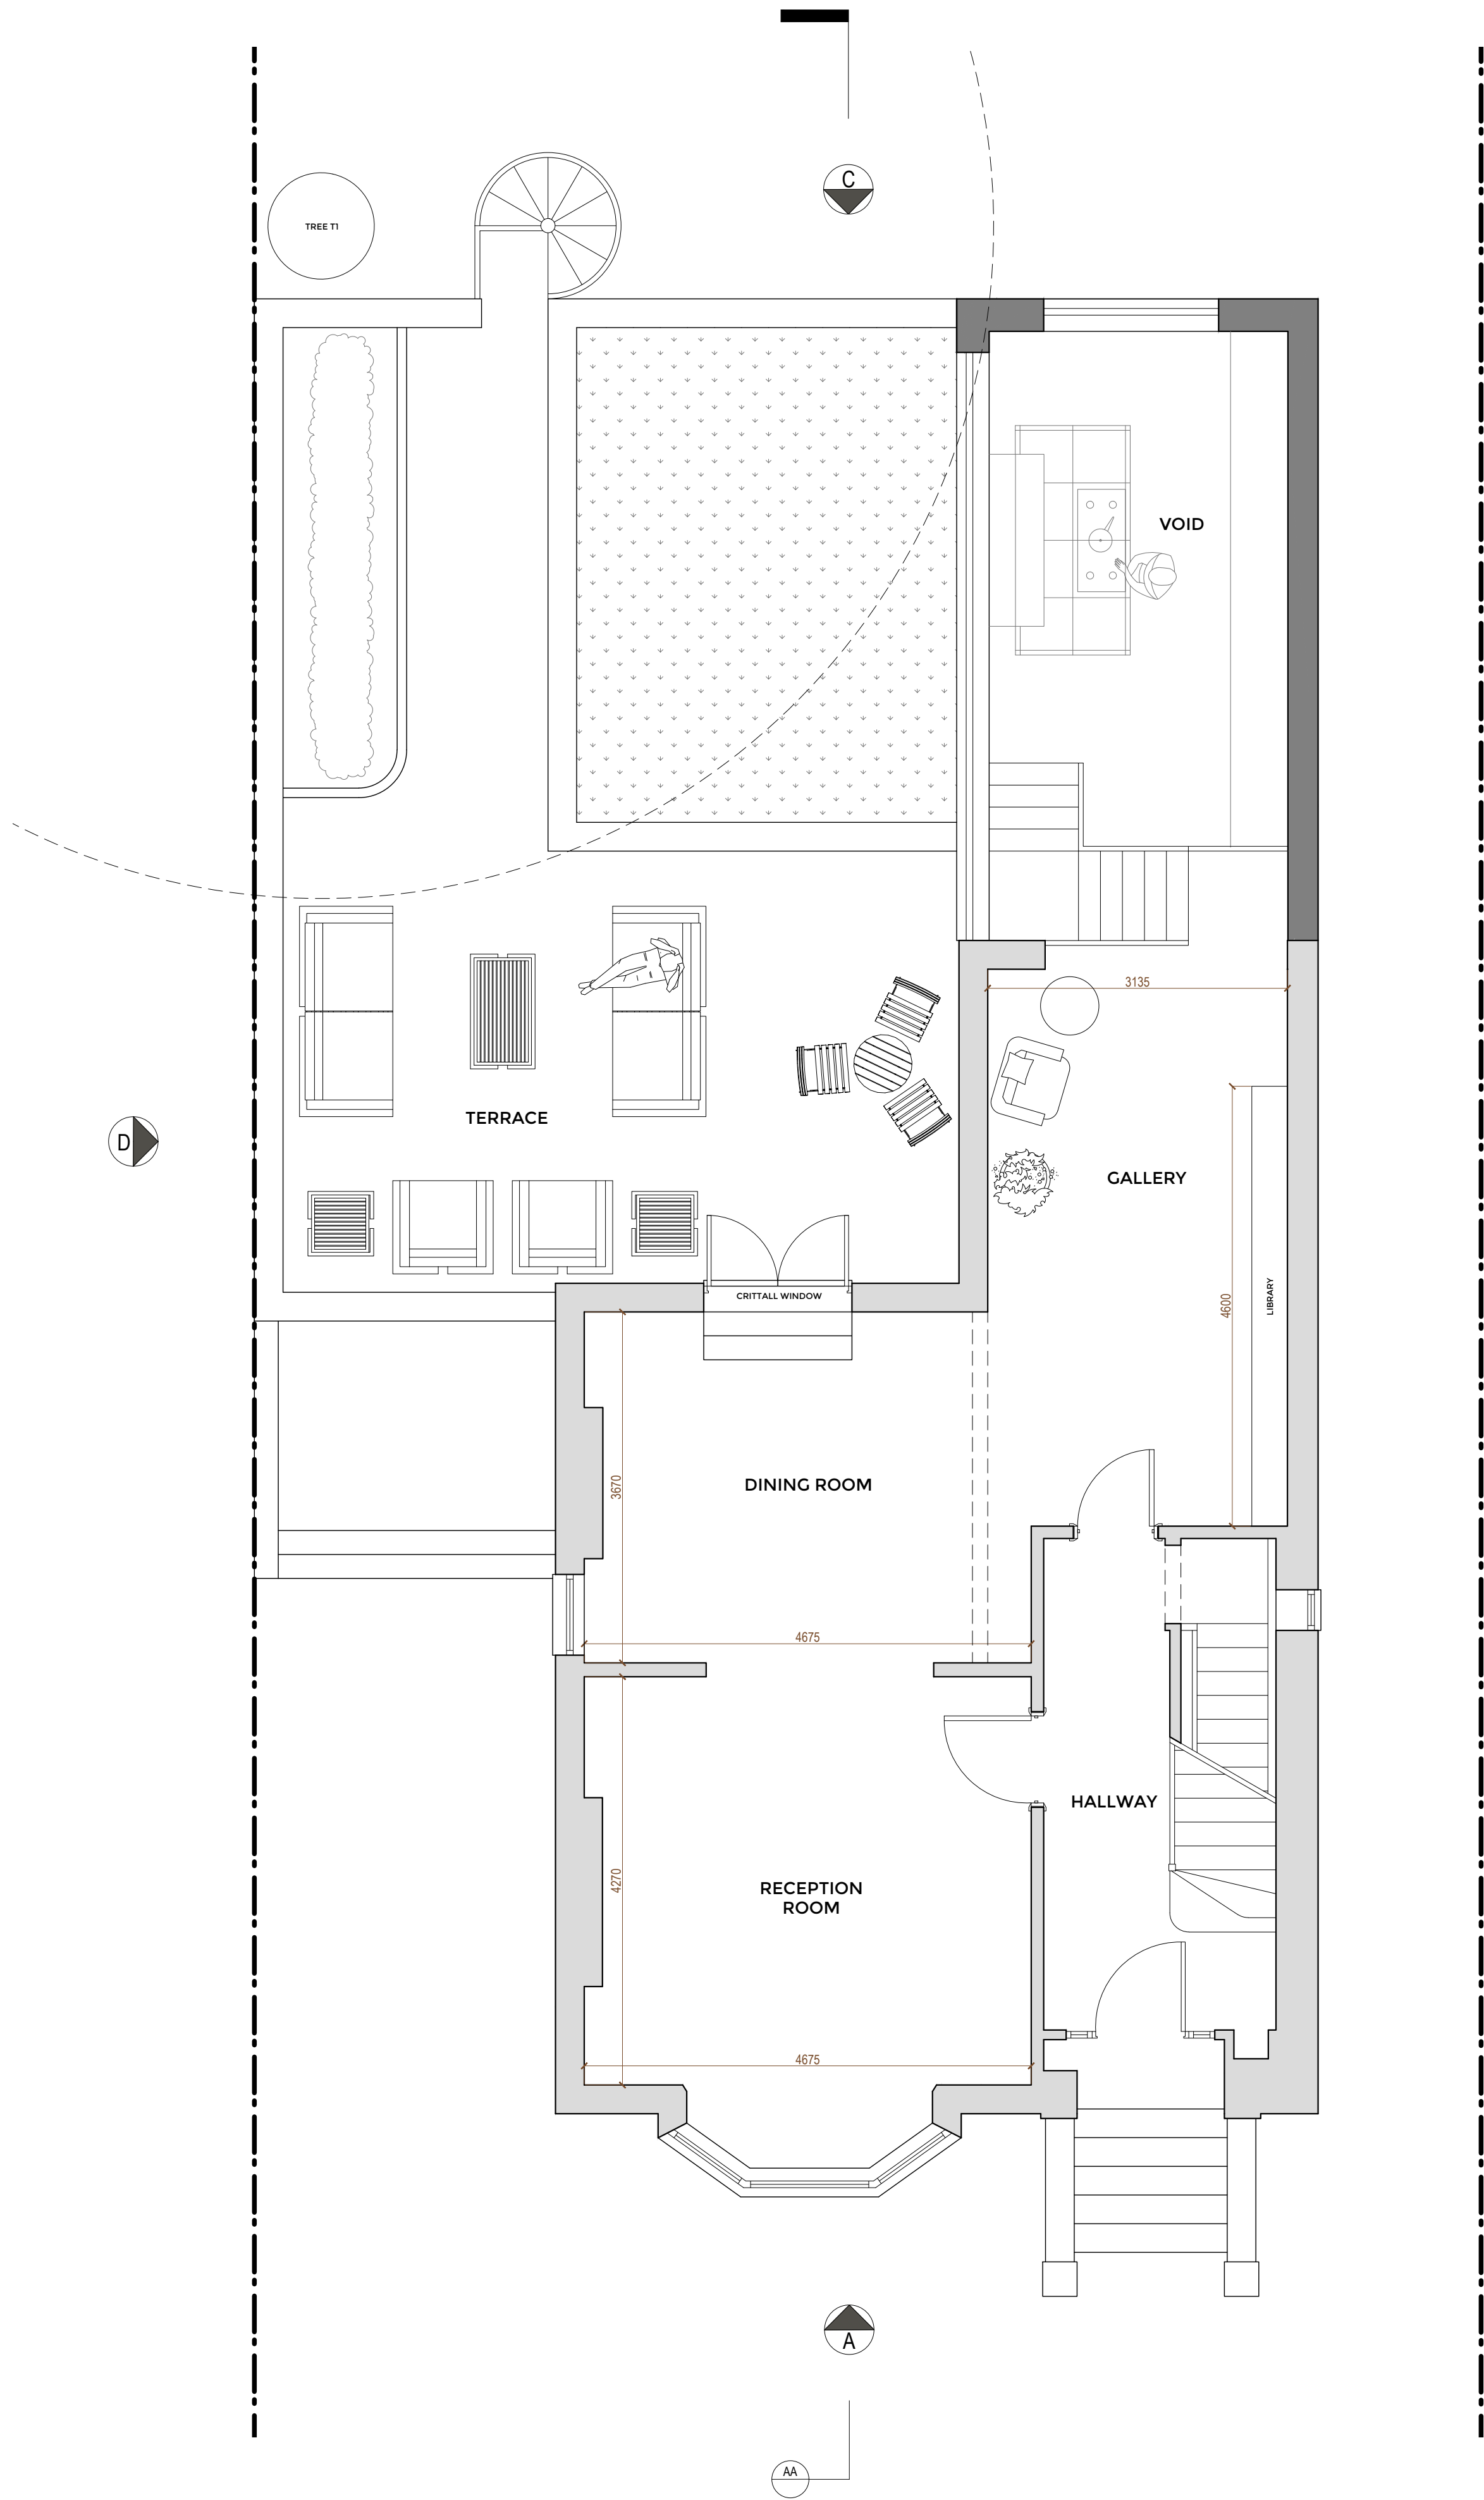 C
TREE T1
VOID
3135
TERRACE
D
GALLERY
CRITTALL WINDOW
4600
LIBRARY
3670
DINING ROOM
4675
HALLWAY
4270
RECEPTION
ROOM
4675
A
AA